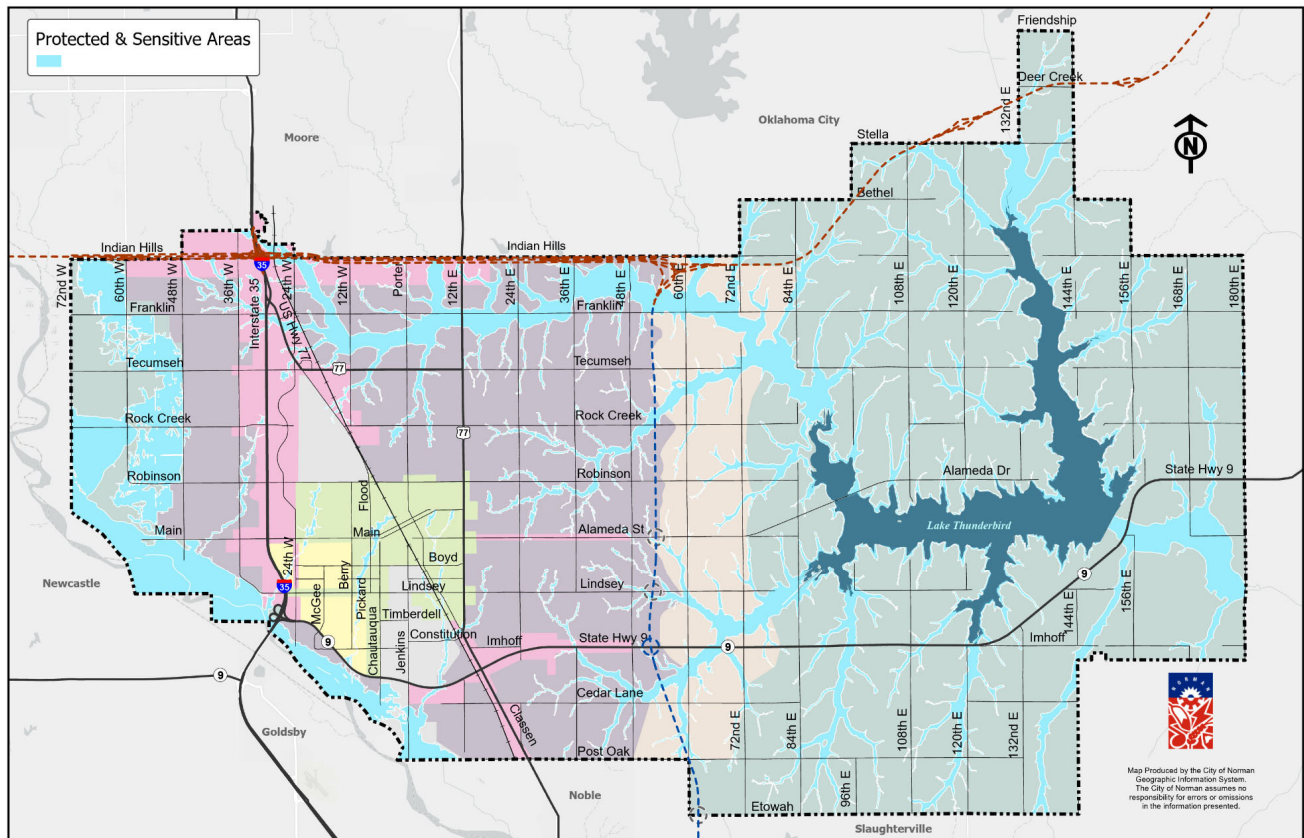 Protected & Sensitive Areas
Friendship
Deer Creek
132nd E
Oklahoma City
Moore
Stella
N
Bethel
Indian Hills
Indian Hills
35
72nd W
60th W
48th W
36th W
Interstate 35
24th W
US Hwy 77
12th W
Porter
12th E
24th E
36th E
48th E
60th E
72nd E
84th E
108th E
120th E
144th E
156th E
168th E
180th E
Franklin
Franklin
Tecumseh
77
Tecumseh
Rock Creek
77
Rock Creek
Robinson
Robinson
Alameda Dr
State Hwy 9
Flood
Main
Main
Alameda St
Lake Thunderbird
Newcastle
24th W
35
McGee
Berry
Pickard
Chautauqua
Boyd
Lindsey
Lindsey
9
Timberdell
Jenkins
Constitution
Imhoff
State Hwy 9
9
9
144th E
156th E
Imhoff
9
Cedar Lane
Classen
Goldsby
72nd E
84th E
108th E
120th E
132nd E
NORMAN
Post Oak
96th E
Etowah
Noble
Slaughterville
Map Produced by the City of Norman
Geographic Information System.
The City of Norman assumes no
responsibility for errors or omissions
in the information presented.